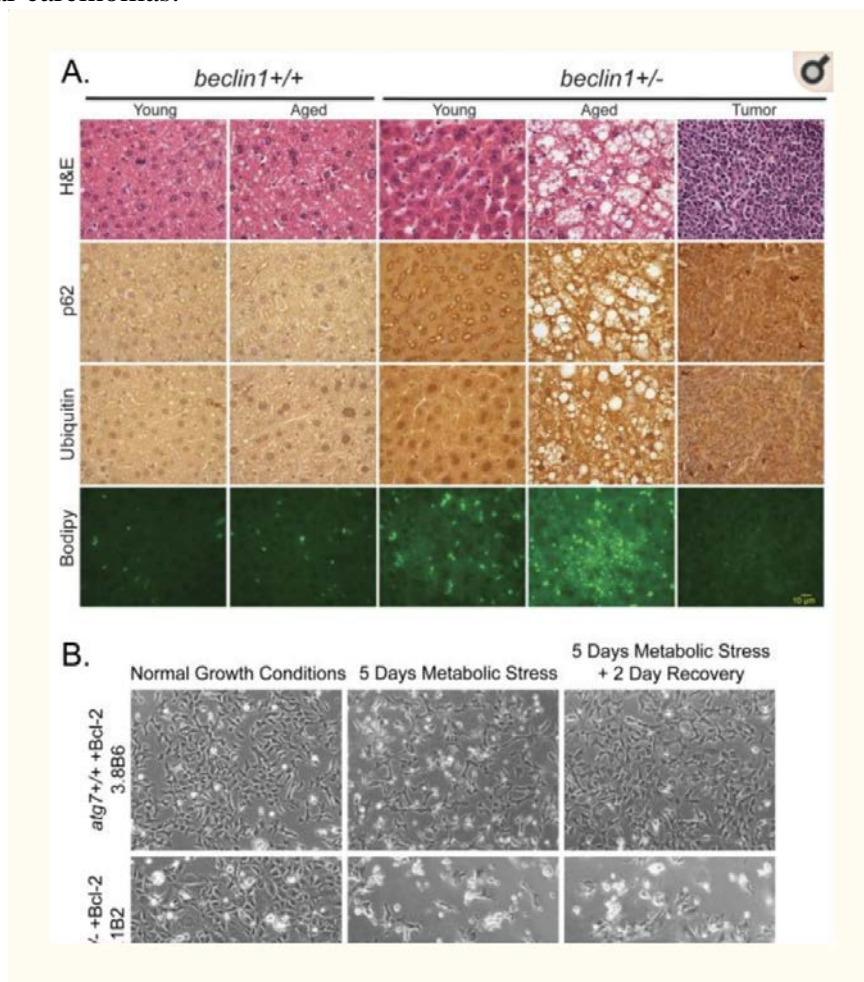 A.
beclin1+/+ beclin1+/-
Young Aged Young Aged Tumor
H&E
p62
Ubiquitin
Bodipy
10 µm
B.
Normal Growth Conditions 5 Days Metabolic Stress 5 Days Metabolic Stress
+ 2 Day Recovery
atg7+/+ +Bcl-2
3.8B6
/- +Bcl-2
.1B2